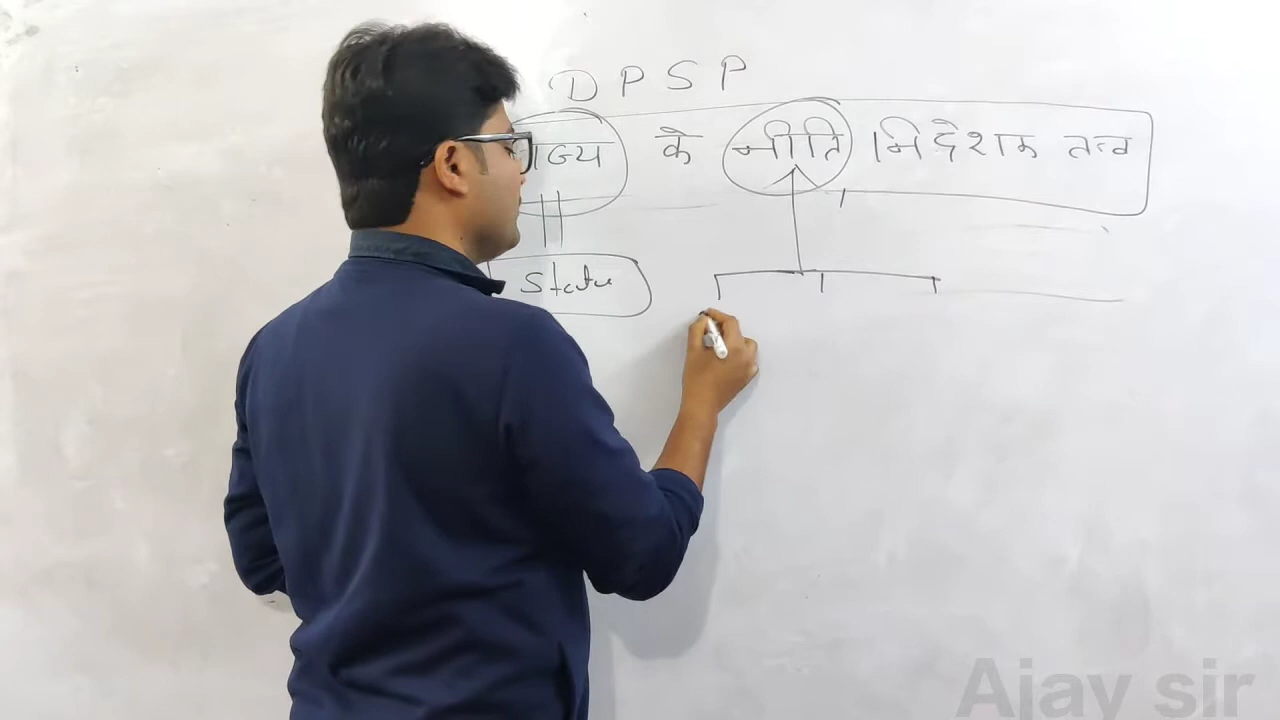 DPSP
राज्य के नीति निदेशक तत्व
State
Ajay sir